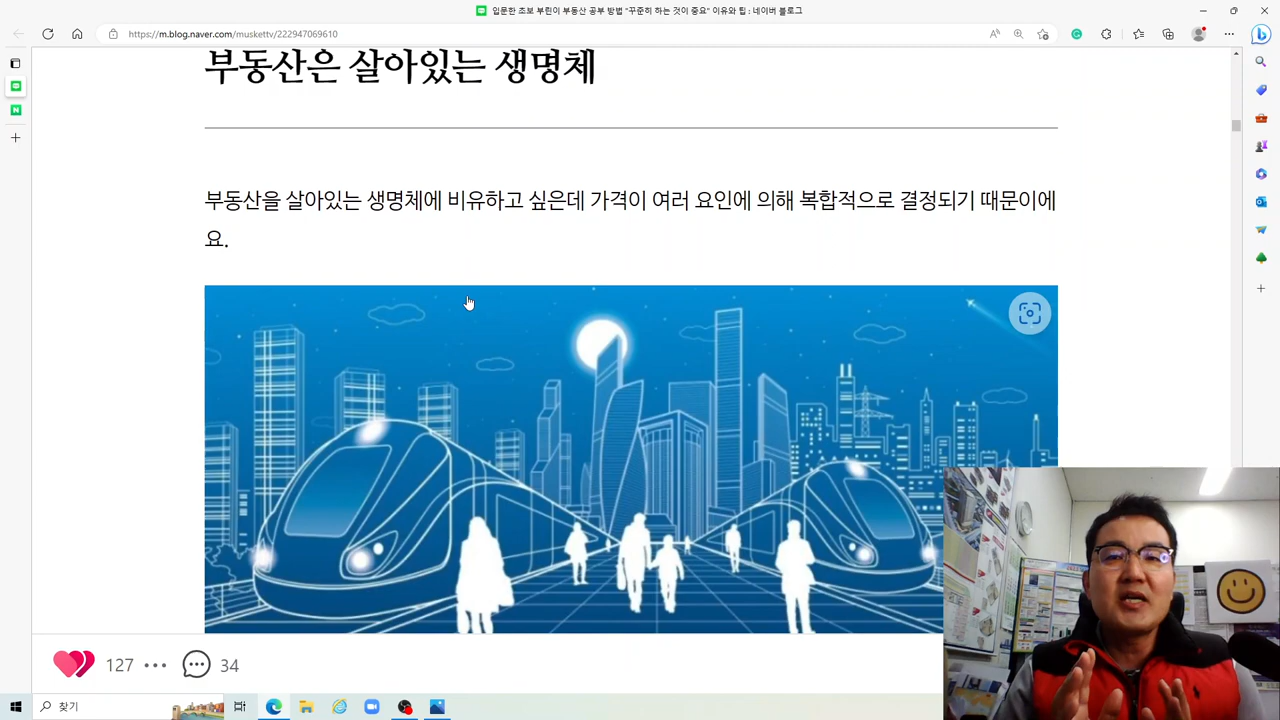 입문한 초보 부린이 부동산 공부 방법 "꾸준히 하는 것이 중요" 이유와 팁 : 네이버 블로그
https://m.blog.naver.com/muskettv/222947069610
부동산은 살아있는 생명체
부동산을 살아있는 생명체에 비유하고 싶은데 가격이 여러 요인에 의해 복합적으로 결정되기 때문이에
요.
127
34
찾기